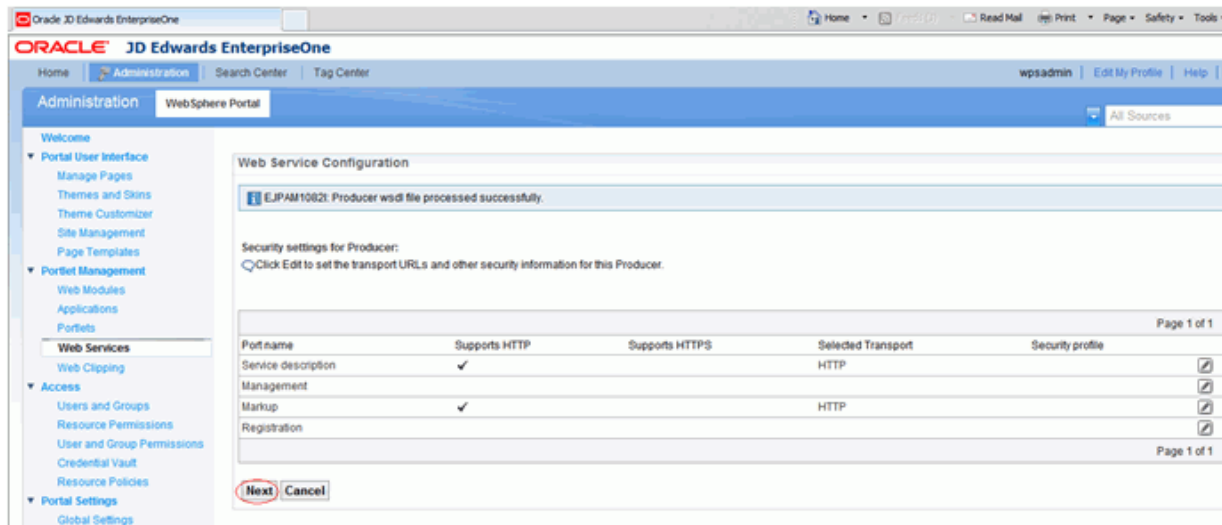 Oracle JD Edwards EnterpriseOne
Home Read Mail Print Page Safety Tools
ORACLE JD Edwards EnterpriseOne
Home Administration Search Center Tag Center wpsadmin Edit My Profile Help
Administration WebSphere Portal
All Sources
Welcome
Portal User Interface
Manage Pages
Themes and Skins
Theme Customizer
Site Management
Page Templates
Portlet Management
Web Modules
Applications
Portlets
Web Services
Web Clipping
Access
Users and Groups
Resource Permissions
User and Group Permissions
Credential Vault
Resource Policies
Portal Settings
Global Settings
Web Service Configuration
EJPAM1082I: Producer wsdl file processed successfully.
Security settings for Producer:
Click Edit to set the transport URLs and other security information for this Producer.
Page 1 of 1
Port name Supports HTTP Supports HTTPS Selected Transport Security profile
Service description ✓ HTTP
Management
Markup ✓ HTTP
Registration
Page 1 of 1
Next Cancel